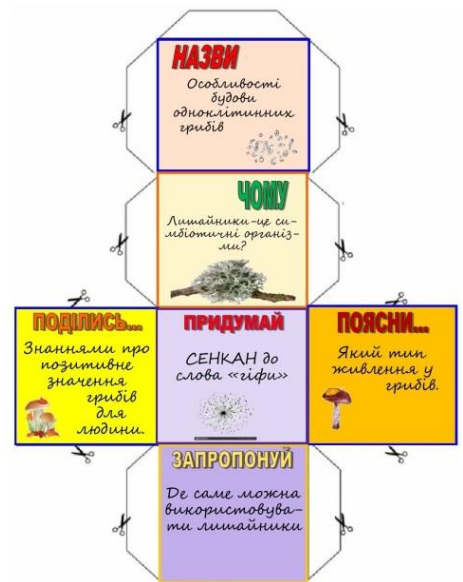 НАЗВИ
Особливості
будови
одноклітинних
грибів
ЧОМУ
Лишайники-це си-
мбіотичні організ-
ми?
ПОДІЛИСЬ...
Знаннями про
позитивне
значення
грибів
для
людини.
ПРИДУМАЙ
СЕНКАН до
слова «гіфи»
ПОЯСНИ...
Який тип
живлення у
грибів.
ЗАПРОПОНУЙ
Де саме можна
використовува-
ти лишайники